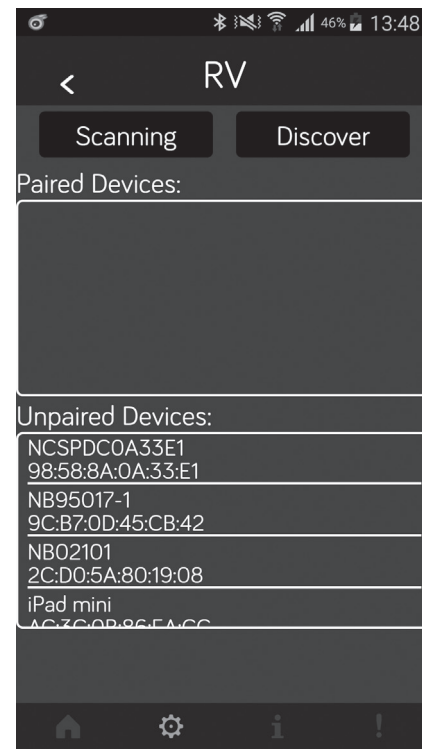 46% 13:48
RV
Scanning Discover
Paired Devices:
Unpaired Devices:
NCSPDC0A33E1
98:58:8A:0A:33:E1
NB95017-1
9C:B7:0D:45:CB:42
NB02101
2C:D0:5A:80:19:08
iPad mini